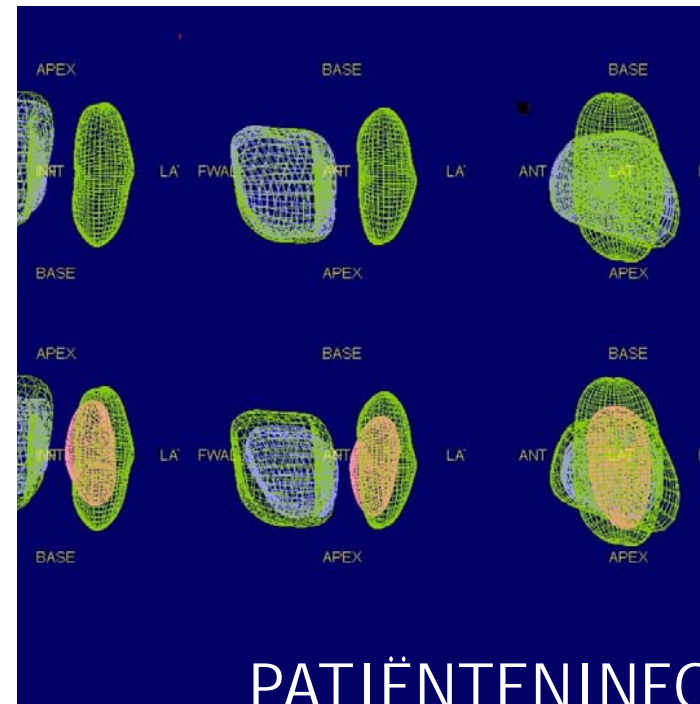 APEX BASE BASE
LA FWAL LA ANT LAT
BASE APEX APEX
APEX BASE BASE
LA FWAL LA ANT LAT
BASE APEX APEX
PATIËNTENINFO